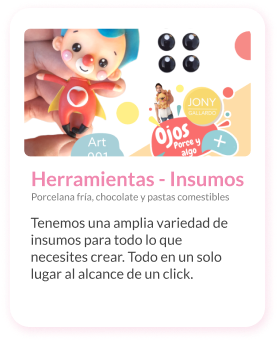 JONY
GALLARDO
Ojos
Porce y
algo
Art
001
Herramientas - Insumos
Porcelana fría, chocolate y pastas comestibles
Tenemos una amplia variedad de
insumos para todo lo que
necesites crear. Todo en un solo
lugar al alcance de un click.